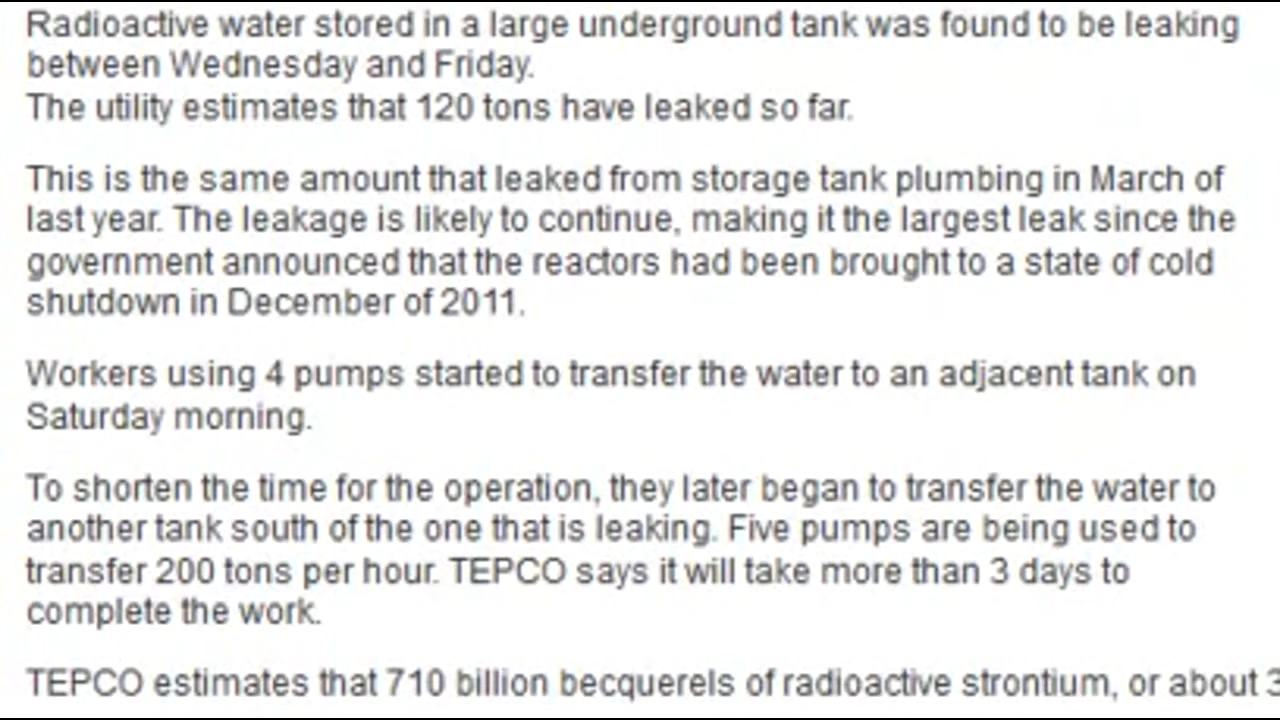 Radioactive water stored in a large underground tank was found to be leaking
between Wednesday and Friday.
The utility estimates that 120 tons have leaked so far.
This is the same amount that leaked from storage tank plumbing in March of
last year. The leakage is likely to continue, making it the largest leak since the
government announced that the reactors had been brought to a state of cold
shutdown in December of 2011.
Workers using 4 pumps started to transfer the water to an adjacent tank on
Saturday morning.
To shorten the time for the operation, they later began to transfer the water to
another tank south of the one that is leaking. Five pumps are being used to
transfer 200 tons per hour. TEPCO says it will take more than 3 days to
complete the work.
TEPCO estimates that 710 billion becquerels of radioactive strontium, or about